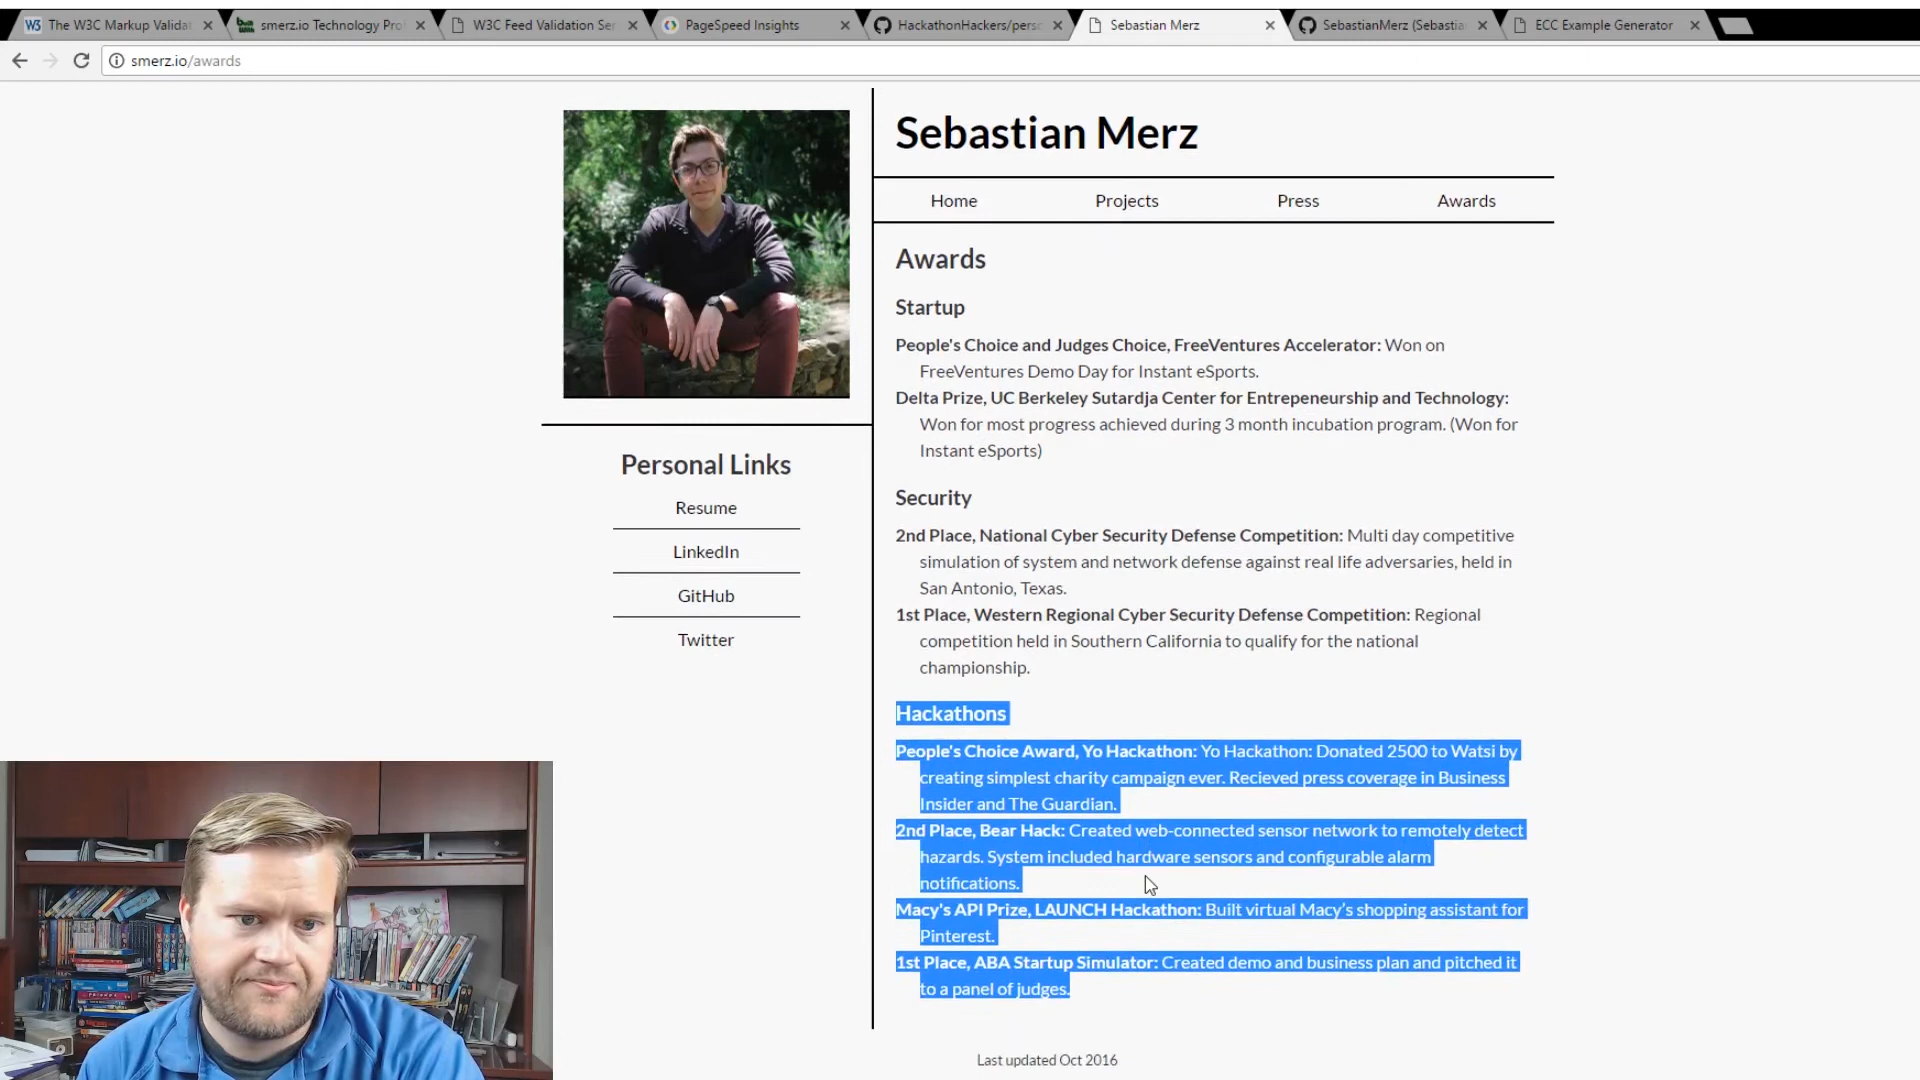 The W3C Markup Valida
smerz.io Technology Pro
W3C Feed Validation Ser
PageSpeed Insights
HackathonHackers/perso
Sebastian Merz
SebastianMerz (Sebastia
ECC Example Generator
smerz.io/awards
Sebastian Merz
Home
Projects
Press
Awards
Awards
Startup
People's Choice and Judges Choice, FreeVentures Accelerator: Won on
FreeVentures Demo Day for Instant eSports.
Delta Prize, UC Berkeley Sutardja Center for Entrepeneurship and Technology:
Won for most progress achieved during 3 month incubation program. (Won for
Instant eSports)
Security
2nd Place, National Cyber Security Defense Competition: Multi day competitive
simulation of system and network defense against real life adversaries, held in
San Antonio, Texas.
1st Place, Western Regional Cyber Security Defense Competition: Regional
competition held in Southern California to qualify for the national
championship.
Hackathons
People's Choice Award, Yo Hackathon: Yo Hackathon: Donated 2500 to Watsi by
creating simplest charity campaign ever. Recieved press coverage in Business
Insider and The Guardian.
2nd Place, Bear Hack: Created web-connected sensor network to remotely detect
hazards. System included hardware sensors and configurable alarm
notifications.
Macy's API Prize, LAUNCH Hackathon: Built virtual Macy's shopping assistant for
Pinterest.
1st Place, ABA Startup Simulator: Created demo and business plan and pitched it
to a panel of judges.
Personal Links
Resume
LinkedIn
GitHub
Twitter
Last updated Oct 2016